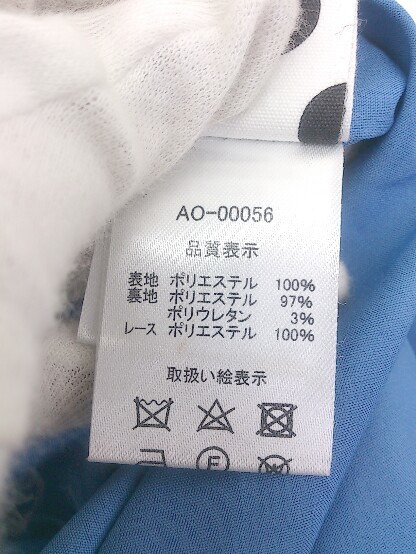 AO-00056
品質表示
表地 ポリエステル 100%
裏地 ポリエステル 97%
ポリウレタン 3%
レース ポリエステル 100%
取扱い絵表示
F